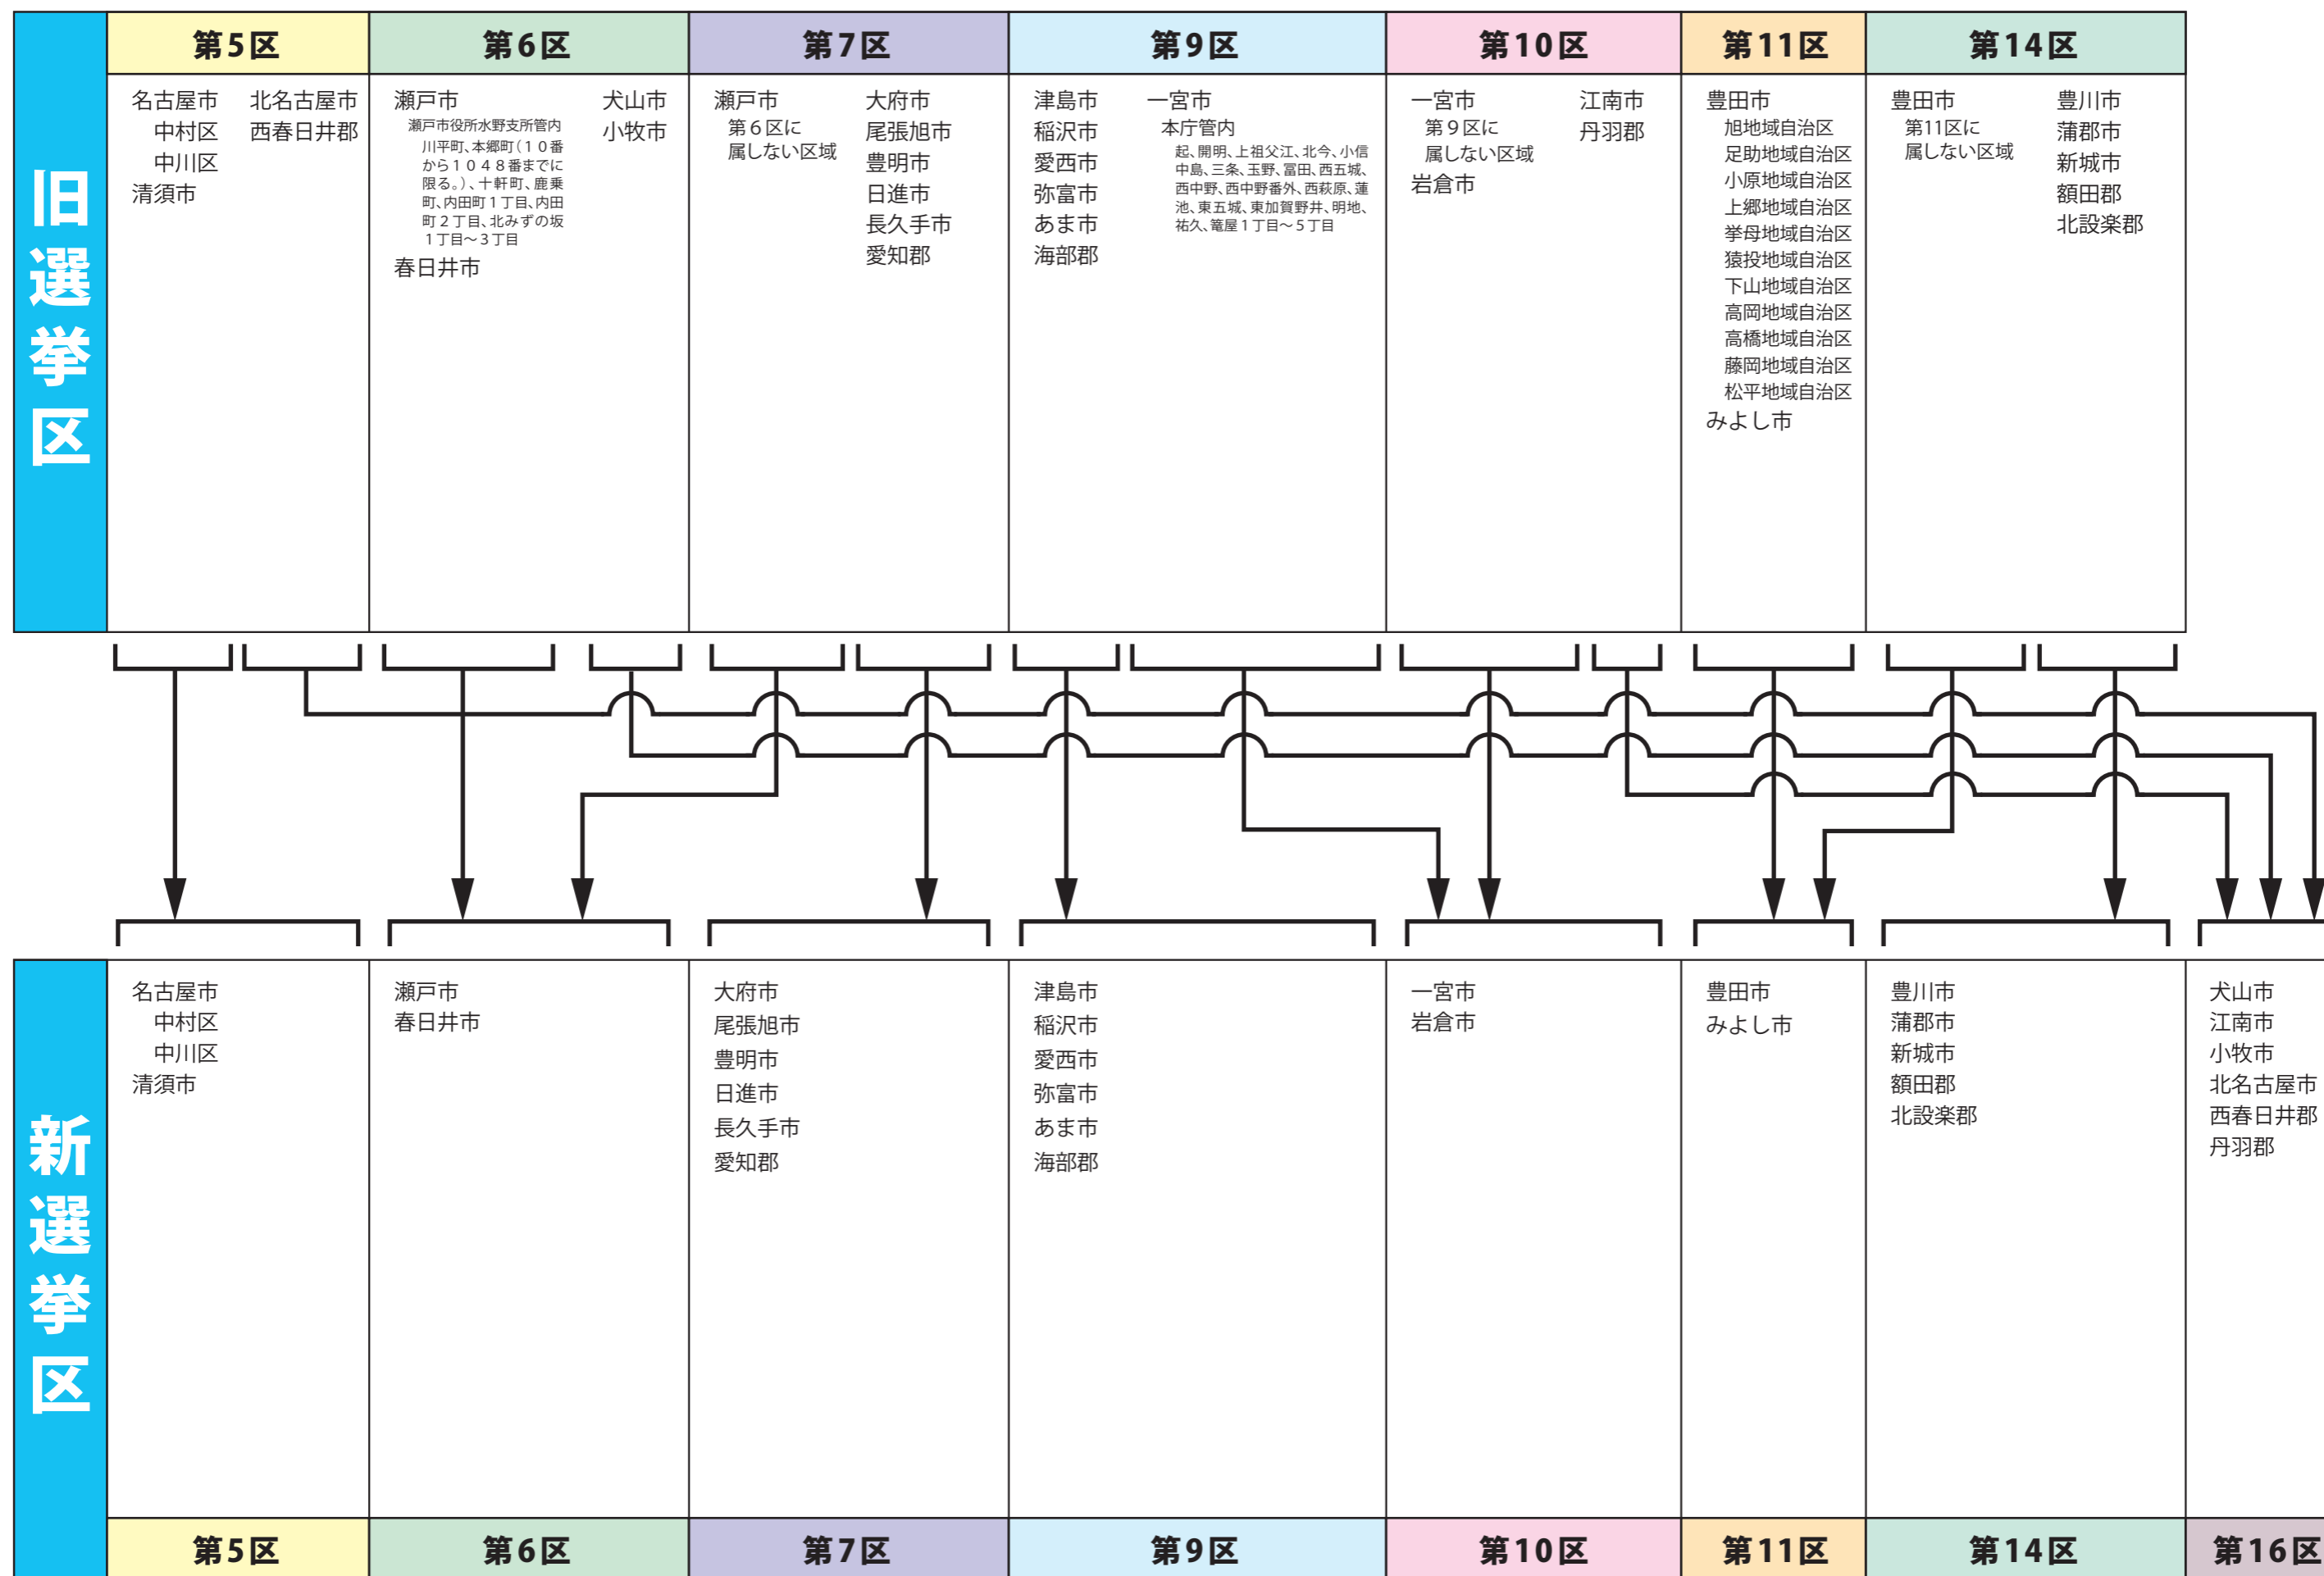 旧選挙区
第5区
名古屋市
中村区
中川区
清須市
北名古屋市
西春日井郡
第6区
瀬戸市
瀬戸市役所水野支所管内
川平町、本郷町(10番
から1048番までに
限る。)、十軒町、鹿乗
町、内田町1丁目、内田
町2丁目、北みずの坂
1丁目~3丁目
春日井市
犬山市
小牧市
第7区
瀬戸市
第6区に
属しない区域
大府市
尾張旭市
豊明市
日進市
長久手市
愛知郡
第9区
津島市
稲沢市
愛西市
弥富市
あま市
海部郡
一宮市
本庁管内
起、開明、上祖父江、北今、小信
中島、三条、玉野、冨田、西五城、
西中野、西中野番外、西萩原、蓮
池、東五城、東加賀野井、明地、
祐久、篭屋1丁目~5丁目
第10区
一宮市
第9区に
属しない区域
岩倉市
江南市
丹羽郡
第11区
豊田市
旭地域自治区
足助地域自治区
小原地域自治区
上郷地域自治区
挙母地域自治区
猿投地域自治区
下山地域自治区
高岡地域自治区
高橋地域自治区
藤岡地域自治区
松平地域自治区
みよし市
第14区
豊田市
第11区に
属しない区域
豊川市
蒲郡市
新城市
額田郡
北設楽郡
新選挙区
名古屋市
中村区
中川区
清須市
第5区
瀬戸市
春日井市
第6区
大府市
尾張旭市
豊明市
日進市
長久手市
愛知郡
第7区
津島市
稲沢市
愛西市
弥富市
あま市
海部郡
第9区
一宮市
岩倉市
第10区
豊田市
みよし市
第11区
豊川市
蒲郡市
新城市
額田郡
北設楽郡
第14区
犬山市
江南市
小牧市
北名古屋市
西春日井郡
丹羽郡
第16区